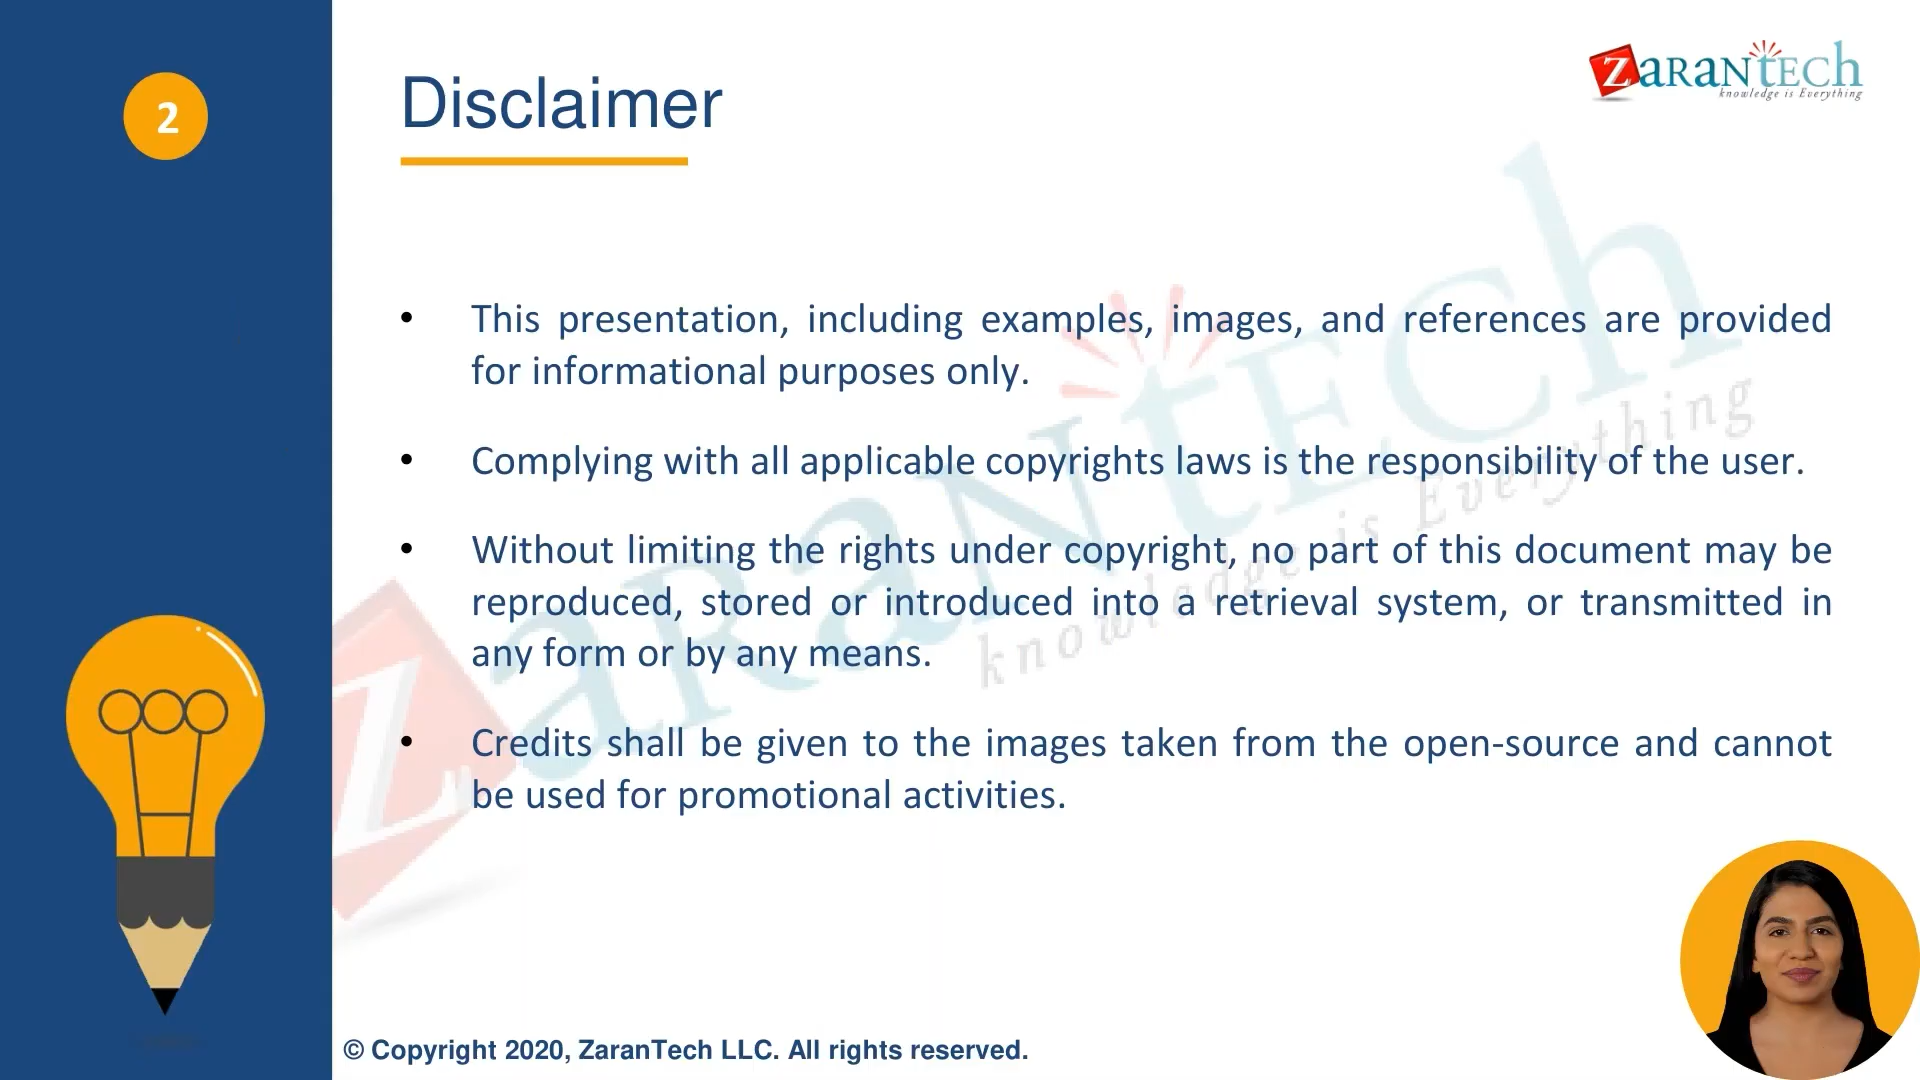 2
Disclaimer
ZaranTech
knowledge is Everything
• This presentation, including examples, images, and references are provided
for informational purposes only.
• Complying with all applicable copyrights laws is the responsibility of the user.
• Without limiting the rights under copyright, no part of this document may be
reproduced, stored or introduced into a retrieval system, or transmitted in
any form or by any means.
• Credits shall be given to the images taken from the open-source and cannot
be used for promotional activities.
ZaranTech
knowledge is Everything
© Copyright 2020, ZaranTech LLC. All rights reserved.